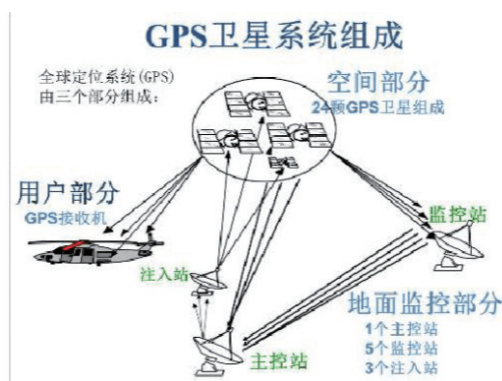 GPS卫星系统组成
全球定位系统(GPS)
由三个部分组成：
空间部分
24颗GPS卫星组成
用户部分
GPS接收机
监控站
注入站
地面监控部分
1个主控站
5个监控站
3个注入站
主控站